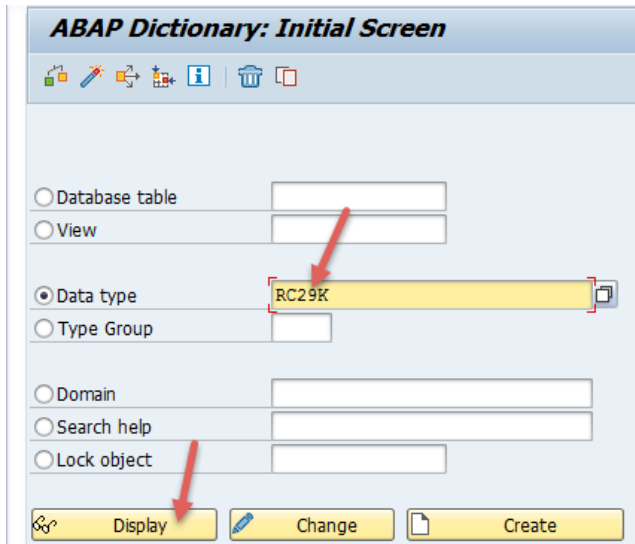 ABAP Dictionary: Initial Screen
Database table
View
Data type RC29K
Type Group
Domain
Search help
Lock object
Display Change Create